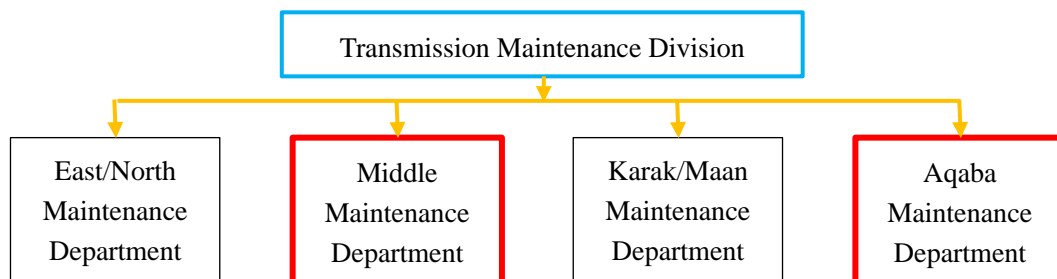 Transmission Maintenance Division
East/North
Maintenance
Department
Middle
Maintenance
Department
Karak/Maan
Maintenance
Department
Aqaba
Maintenance
Department